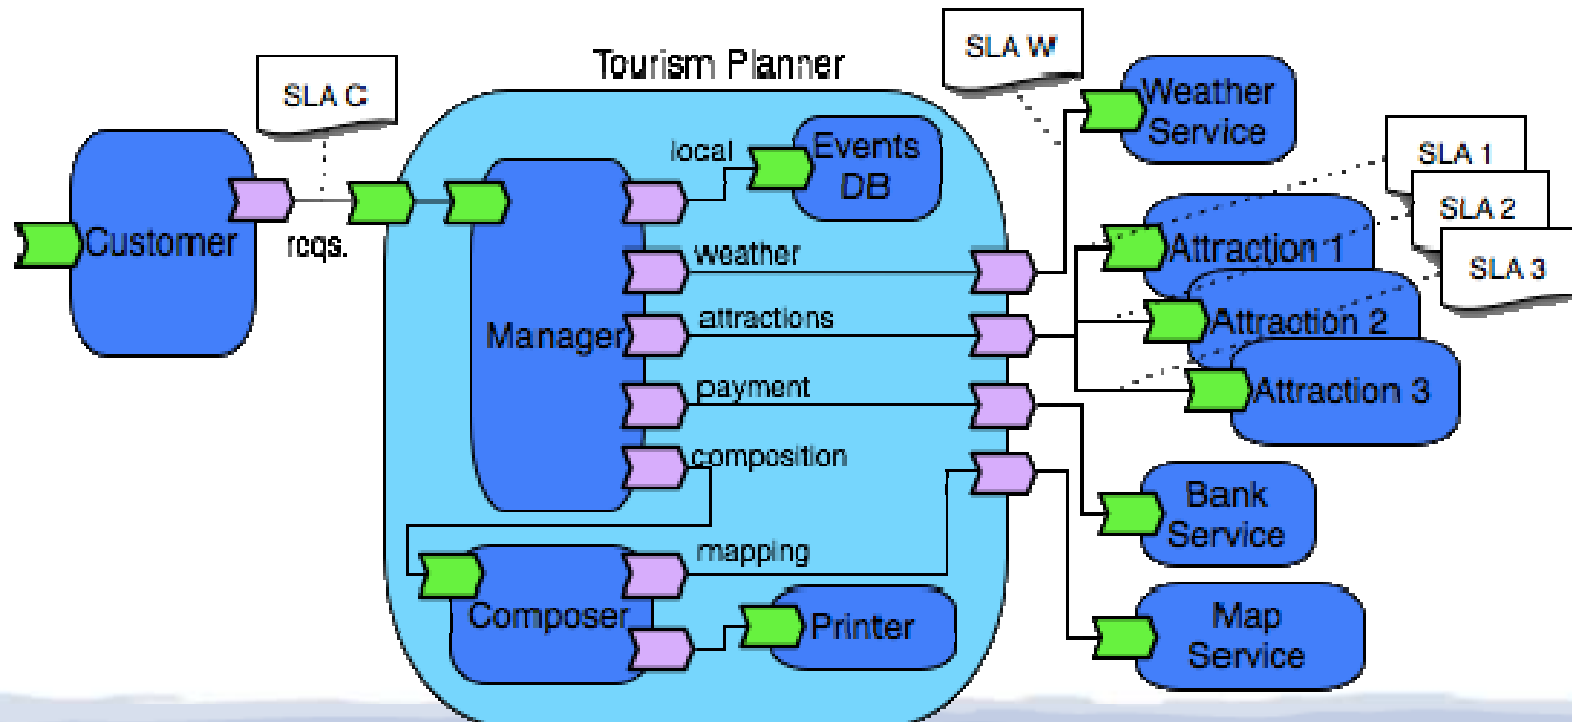 Tourism Planner
SLA C
SLA W
Weather
Service
SLA 1
SLA 2
SLA 3
local
Events
DB
Customer
rcqs.
weather
Attraction 1
attractions
Manager
Attraction 2
payment
Attraction 3
composition
Bank
Service
mapping
Composer
Printer
Map
Service